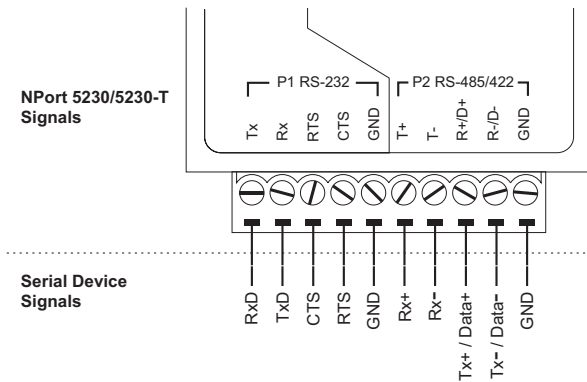 P1 RS-232
P2 RS-485/422
NPort 5230/5230-T
Signals
Tx
Rx
RTS
CTS
GND
T+
T-
R+/D+
R-/D-
GND
Serial Device
Signals
RxD
TxD
CTS
RTS
GND
Rx+
Rx-
Tx+ / Data+
Tx- / Data-
GND